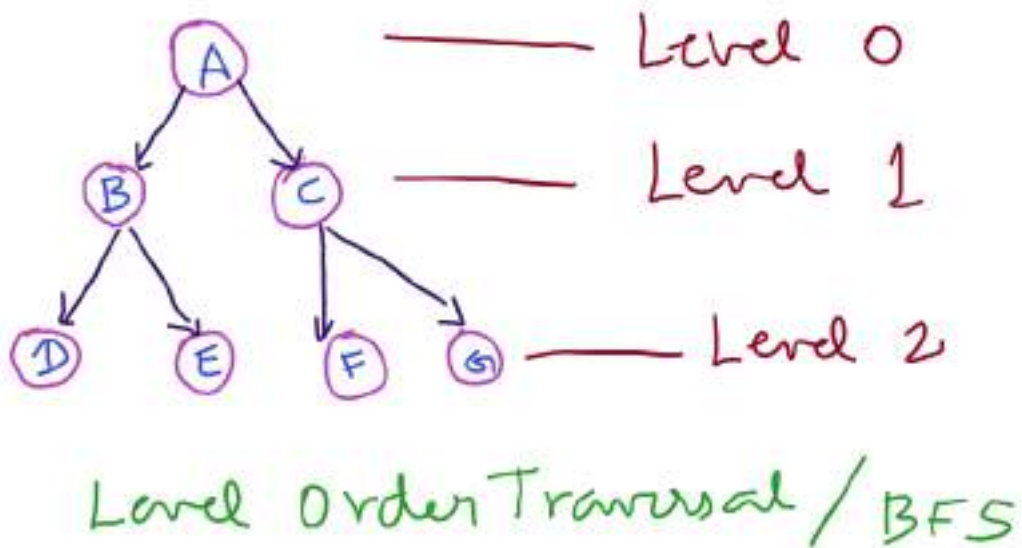 A Level 0
B C Level 1
D E F G Level 2
Level Order Traversal / BFS